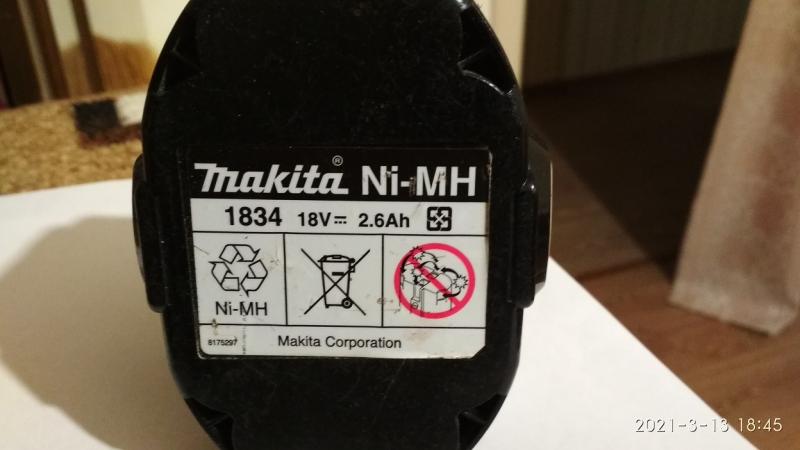 makita® Ni-MH
1834 18V 2.6Ah
Ni-MH
8175297
Makita Corporation
2021-3-13 18:45